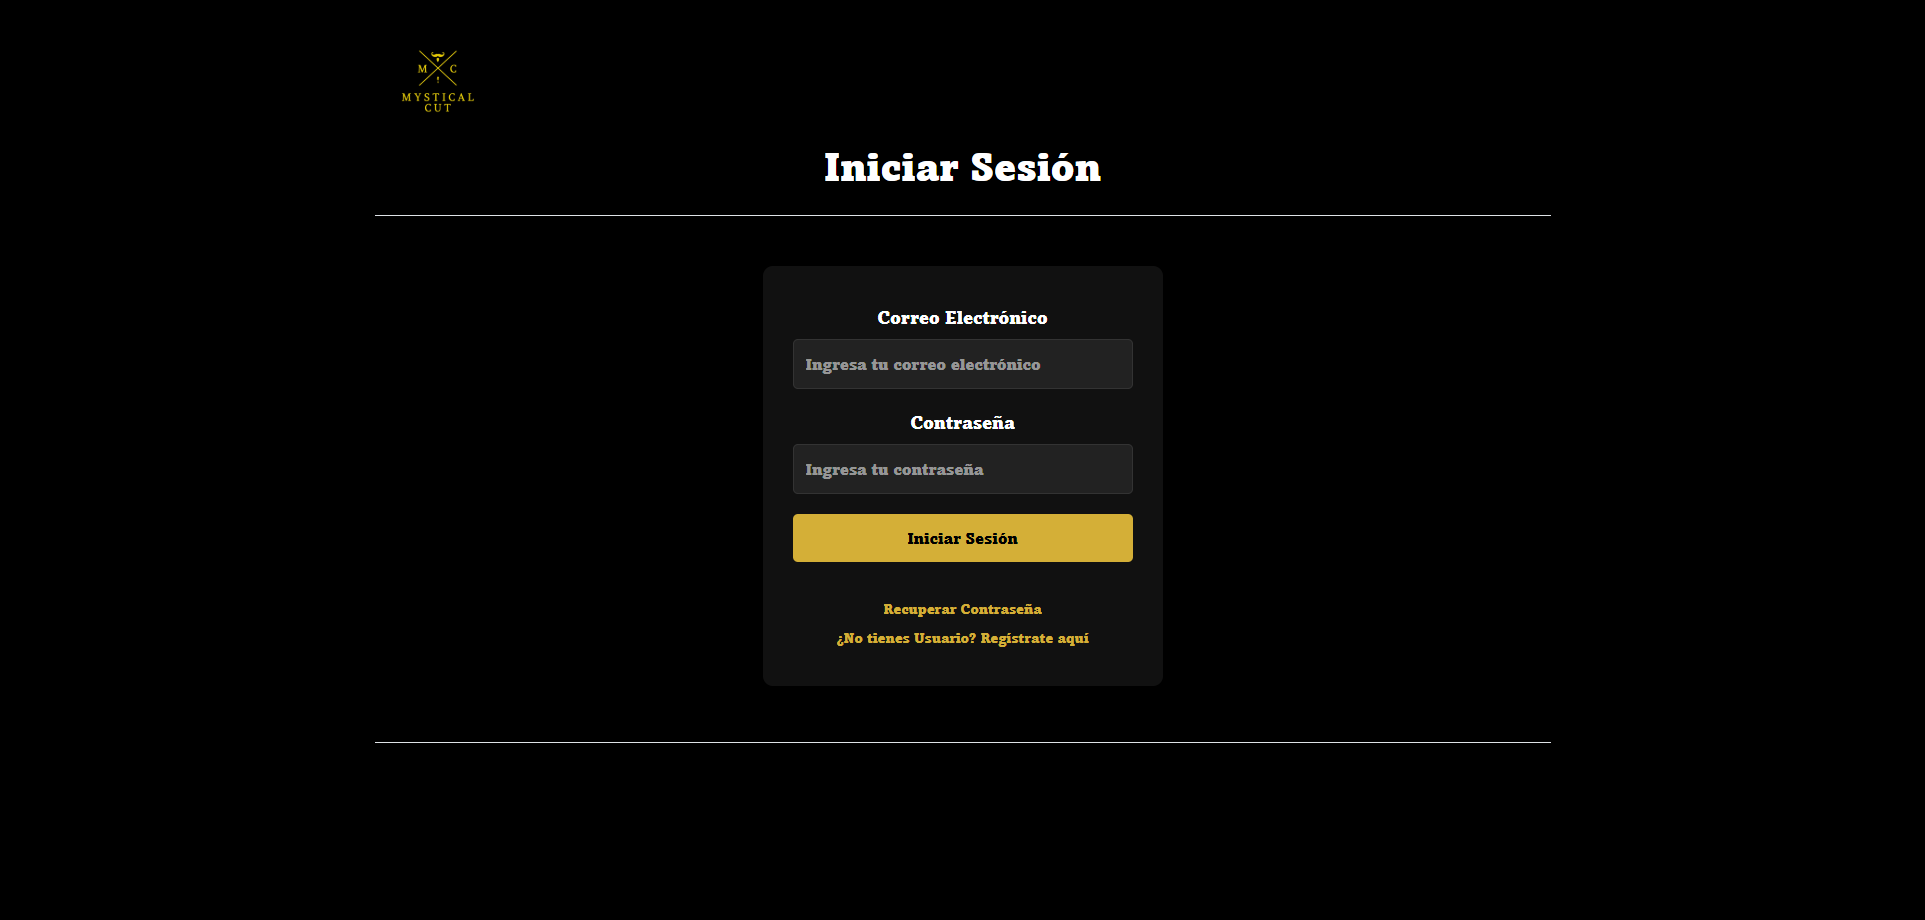 M C
MYSTICAL
CUT
Iniciar Sesión
Correo Electrónico
Ingresa tu correo electrónico
Contraseña
Ingresa tu contraseña
Iniciar Sesión
Recuperar Contraseña
¿No tienes Usuario? Regístrate aquí